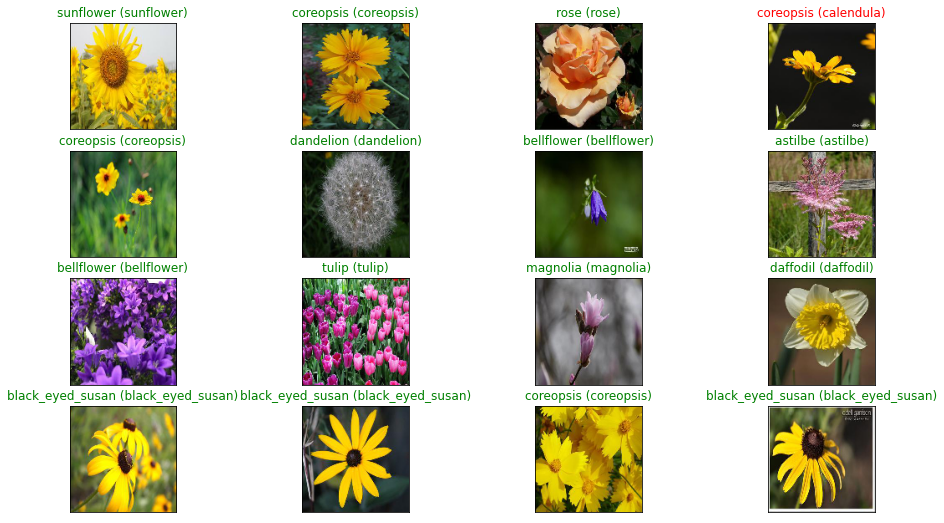 sunflower (sunflower)
coreopsis (coreopsis)
rose (rose)
coreopsis (calendula)
coreopsis (coreopsis)
dandelion (dandelion)
bellflower (bellflower)
astilbe (astilbe)
bellflower (bellflower)
tulip (tulip)
magnolia (magnolia)
daffodil (daffodil)
black_eyed_susan (black_eyed_susan)
black_eyed_susan (black_eyed_susan)
coreopsis (coreopsis)
black_eyed_susan (black_eyed_susan)